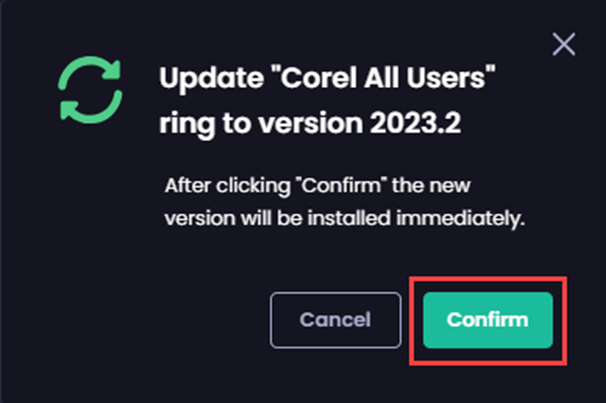 Update "Corel All Users"
ring to version 2023.2
After clicking "Confirm" the new
version will be installed immediately.
Cancel
Confirm